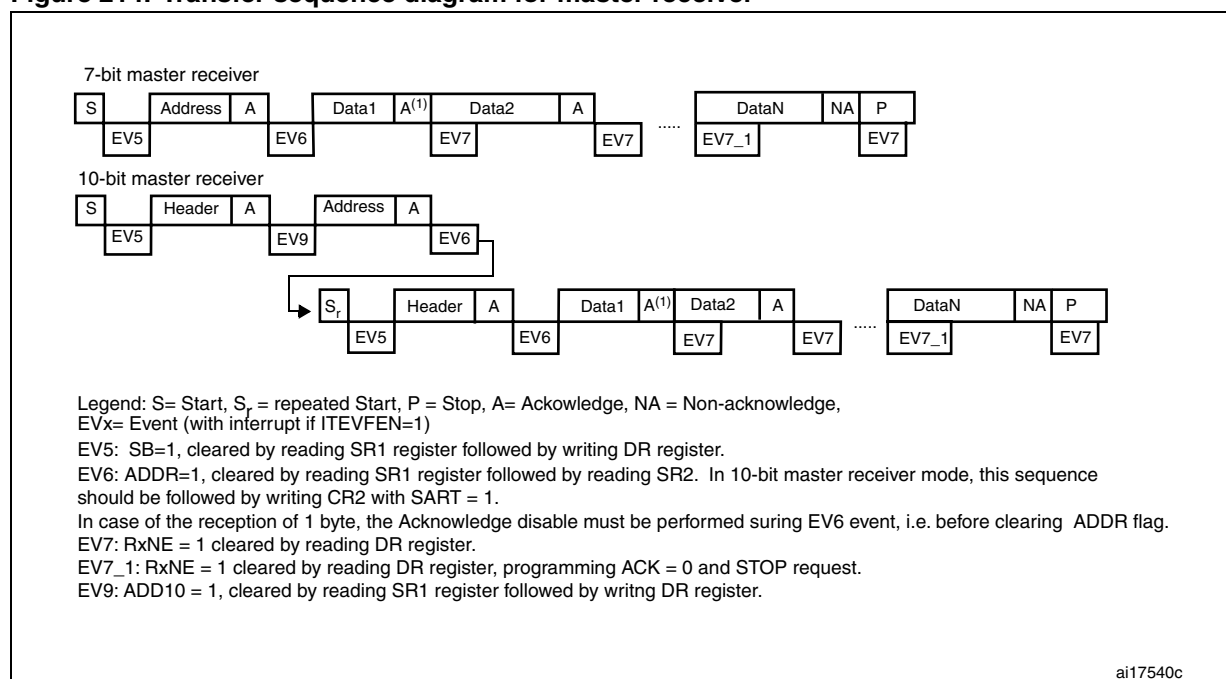 Figure 271. Transfer sequence diagram for master receiver
7-bit master receiver
S Address A Data1 A(1) Data2 A ..... DataN NA P
EV5 EV6 EV7 EV7 EV7_1 EV7
10-bit master receiver
S Header A Address A
EV5 EV9 EV6
Sr Header A Data1 A(1) Data2 A ..... DataN NA P
EV5 EV6 EV7 EV7 EV7_1 EV7
Legend: S= Start, Sr = repeated Start, P = Stop, A= Ackowledge, NA = Non-acknowledge,
EVx= Event (with interrupt if ITEVFEN=1)
EV5: SB=1, cleared by reading SR1 register followed by writing DR register.
EV6: ADDR=1, cleared by reading SR1 register followed by reading SR2. In 10-bit master receiver mode, this sequence
should be followed by writing CR2 with SART = 1.
In case of the reception of 1 byte, the Acknowledge disable must be performed suring EV6 event, i.e. before clearing ADDR flag.
EV7: RxNE = 1 cleared by reading DR register.
EV7_1: RxNE = 1 cleared by reading DR register, programming ACK = 0 and STOP request.
EV9: ADD10 = 1, cleared by reading SR1 register followed by writng DR register.
ai17540c